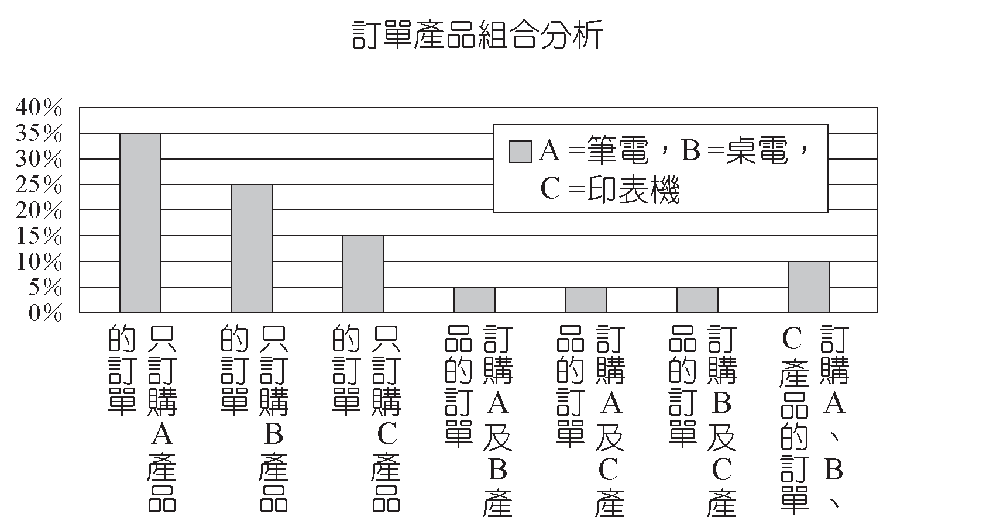 訂單產品組合分析
40%
35%
30%
25%
20%
15%
10%
5%
0%
A=筆電，B=桌電，
C=印表機
只訂購A產品
的訂單
只訂購B產品
的訂單
只訂購C產品
的訂單
訂購A及B產
品的訂單
訂購A及C產
品的訂單
訂購B及C產
品的訂單
訂購A、B、
C產品的訂單